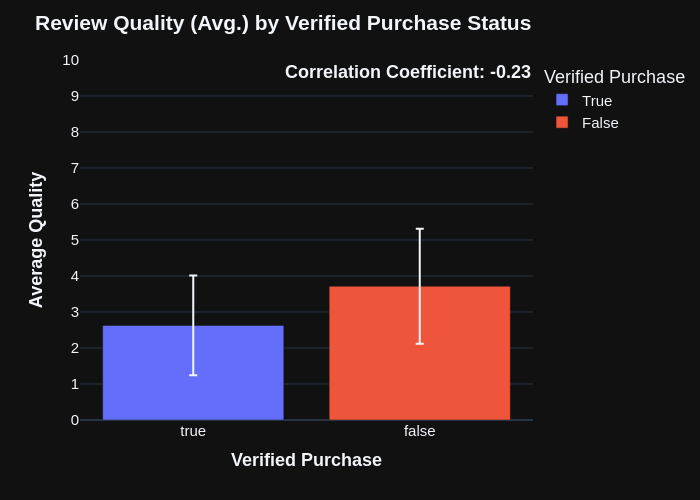 Review Quality (Avg.) by Verified Purchase Status
Correlation Coefficient: -0.23
Verified Purchase
True
False
10
9
8
7
6
5
4
3
2
1
0
Average Quality
true
false
Verified Purchase